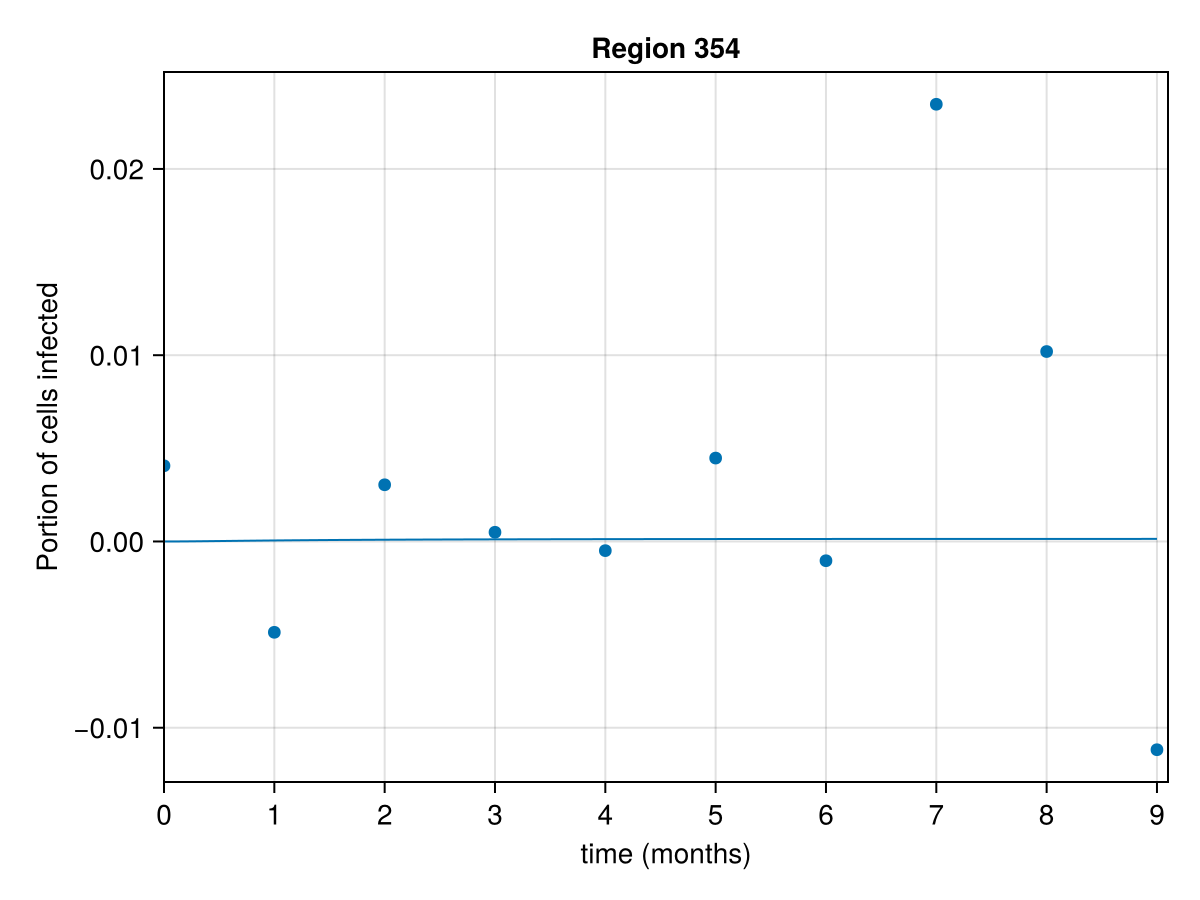 Region 354
Portion of cells infected
0.02
0.01
0.00
−0.01
0 1 2 3 4 5 6 7 8 9
time (months)